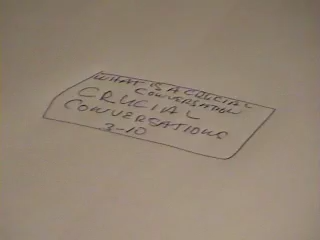 WHAT IS A CRUCIAL
CONVERSATION
CRUCIAL
CONVERSATIONS
3-10